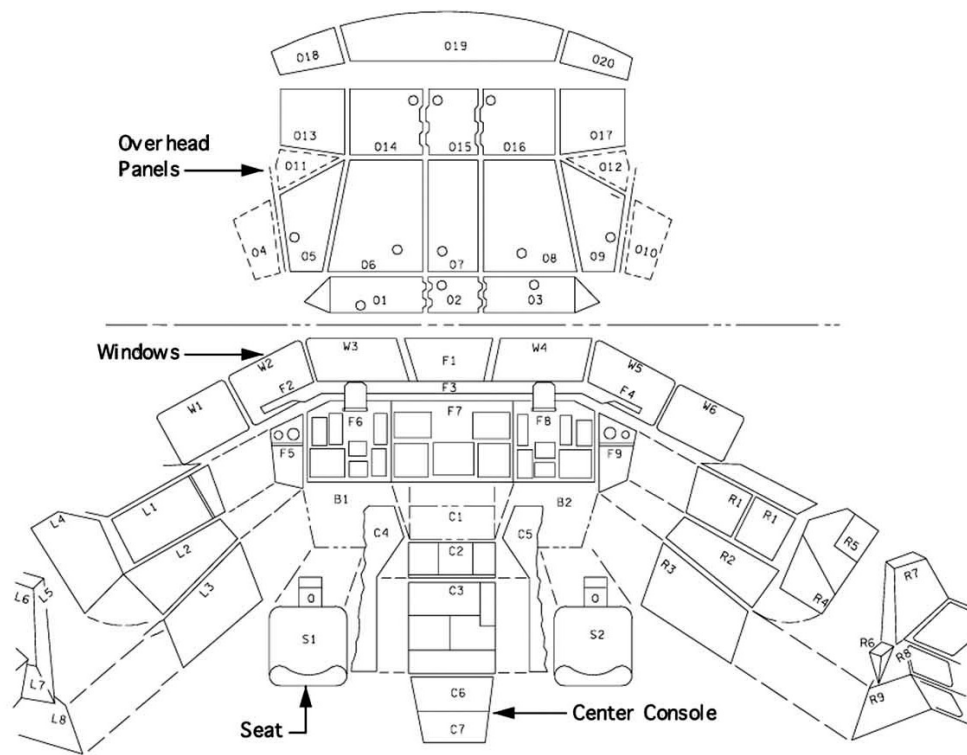 O18 O19 O20
O13 O14 O15 O16 O17
Overhead
Panels
O11 O12
O4 O5 O6 O7 O8 O9 O10
O1 O2 O3
Windows
W1 W2 W3 F1 W4 W5 W6
F2 F3 F4
F5 F6 F7 F8 F9
B1 B2
L4 L1 C4 C1 C5 R1 R1 R5
L2 C2 R2
L6 L5 L3 C3 R3 R4 R7
O O
S1 S2
L7 L8 R6 R8 R9
Seat
C6
C7
Center Console